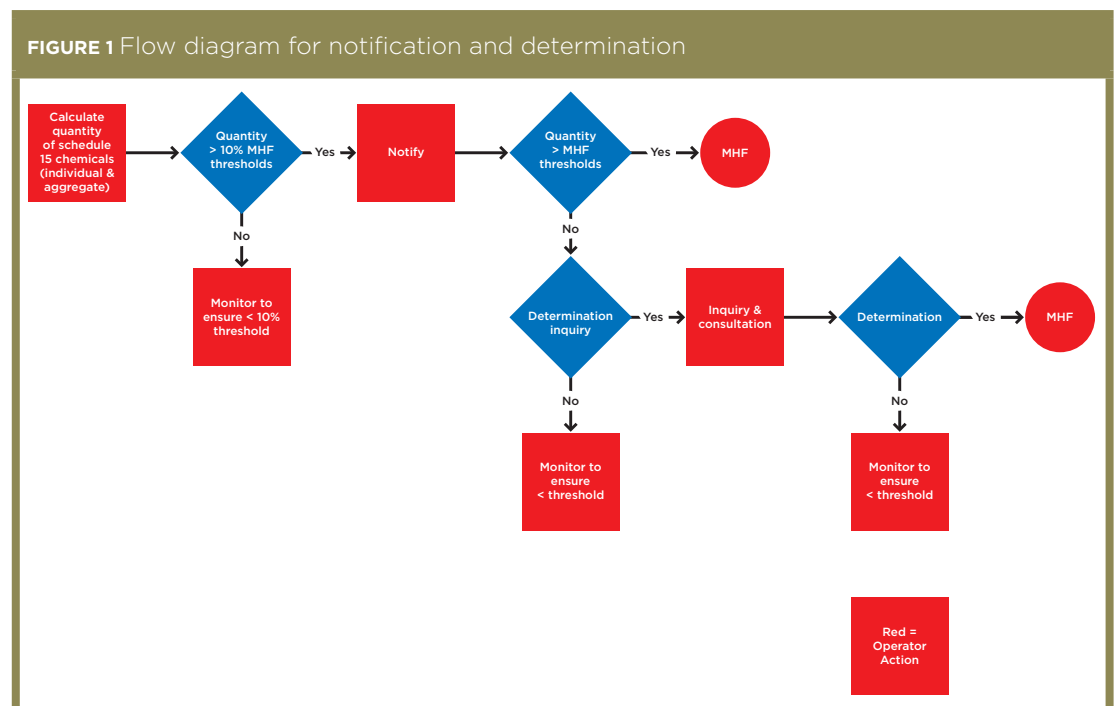 FIGURE 1 Flow diagram for notification and determination
Calculate
quantity
of schedule
15 chemicals
(individual &
aggregate)
Quantity
> 10% MHF
thresholds
Yes
Notify
Quantity
> MHF
thresholds
Yes
MHF
No
No
Monitor to
ensure < 10%
threshold
Determination
inquiry
Yes
Inquiry &
consultation
Determination
Yes
MHF
No
No
Monitor to
ensure
< threshold
Monitor to
ensure
< threshold
Red =
Operator
Action